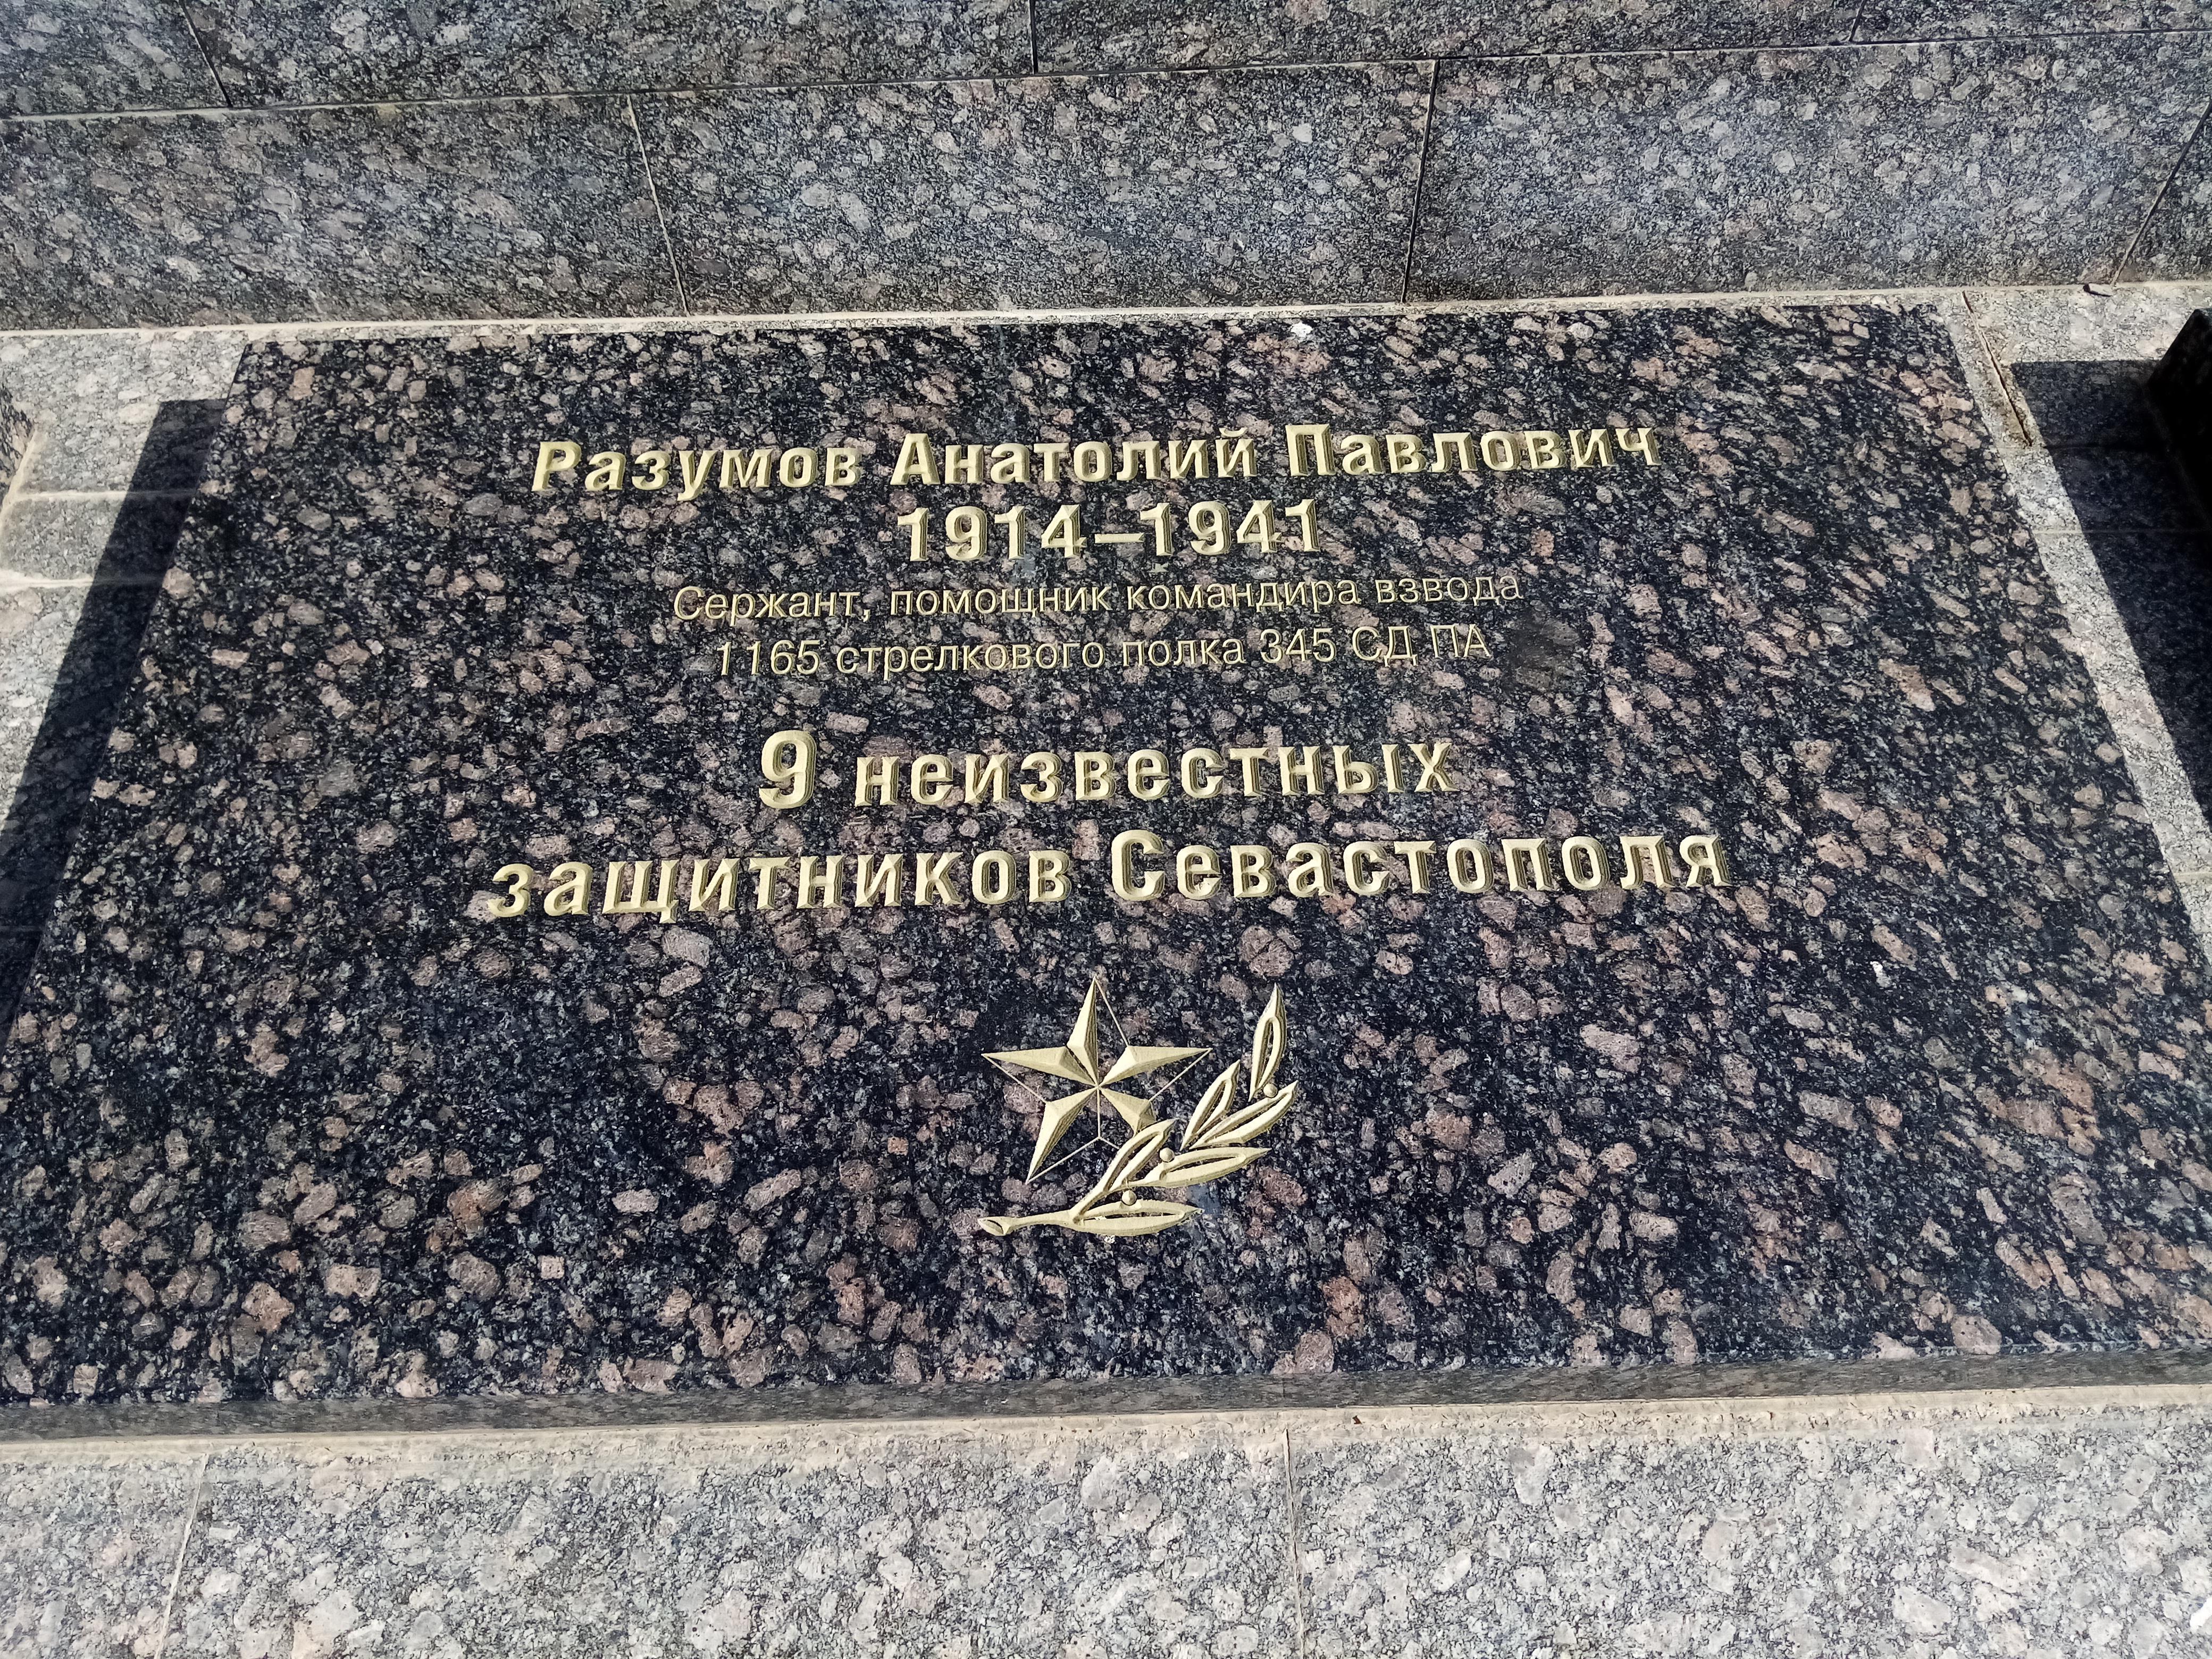 Разумов Анатолий Павлович
1914–1941
Сержант, помощник командира взвода
1165 стрелкового полка 345 СД ПА
9 неизвестных
защитников Севастополя